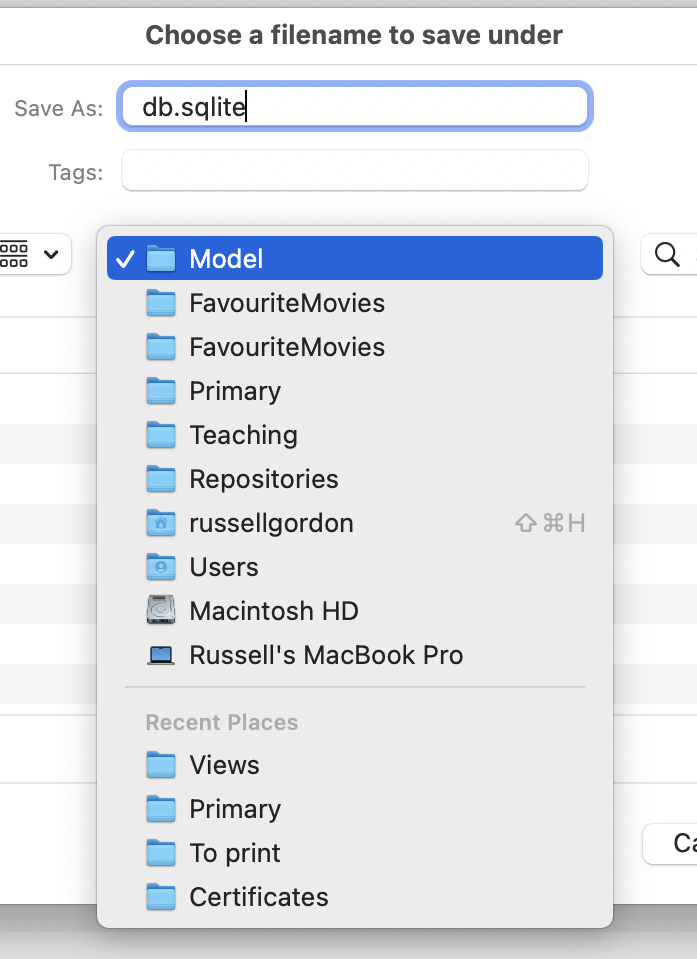 Choose a filename to save under
Save As: db.sqlite
Tags:
Model
FavouriteMovies
FavouriteMovies
Primary
Teaching
Repositories
russellgordon ⇧⌘H
Users
Macintosh HD
Russell's MacBook Pro
Recent Places
Views
Primary
To print
Certificates
Ca